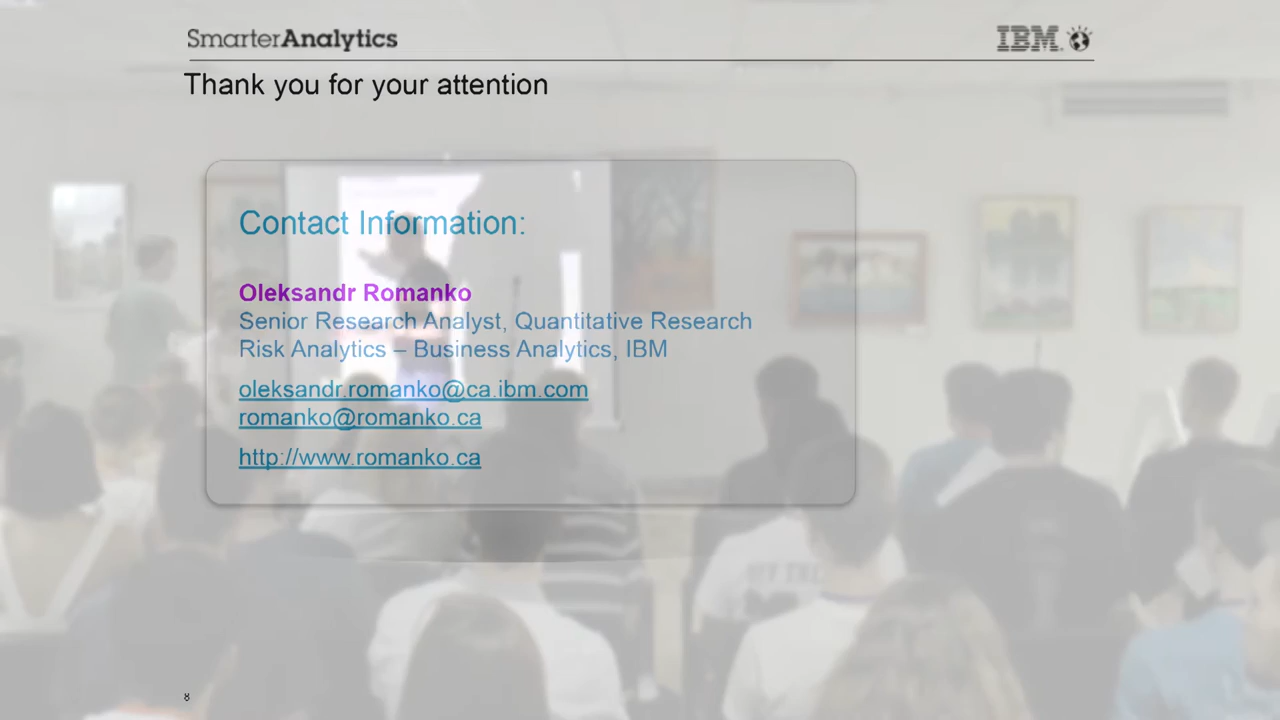 SmarterAnalytics
IBM
Thank you for your attention
Contact Information:
Oleksandr Romanko
Senior Research Analyst, Quantitative Research
Risk Analytics – Business Analytics, IBM
oleksandr.romanko@ca.ibm.com
romanko@romanko.ca
http://www.romanko.ca
8